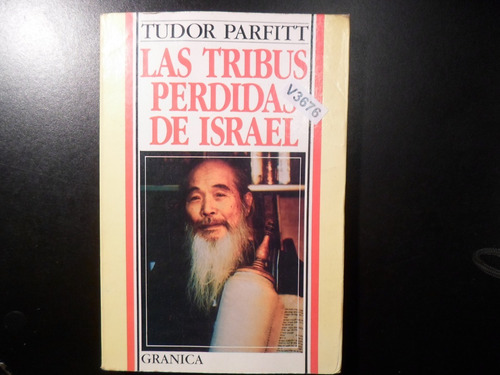 TUDOR PARFITT
LAS TRIBUS
PERDIDAS
DE ISRAEL
V3676
GRANICA